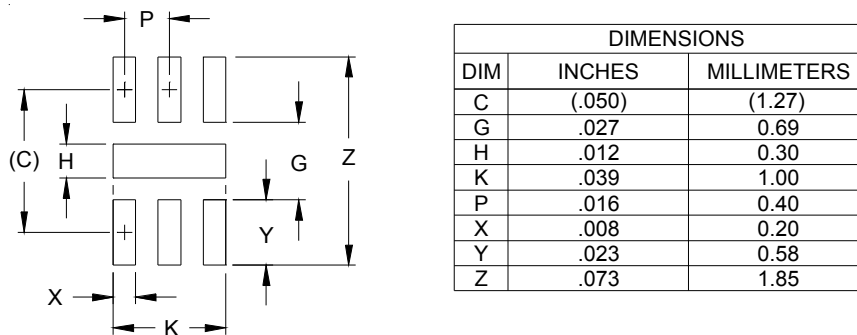 P
(C)
H
G
Z
Y
X
K
DIMENSIONS
DIM INCHES MILLIMETERS
C (.050) (1.27)
G .027 0.69
H .012 0.30
K .039 1.00
P .016 0.40
X .008 0.20
Y .023 0.58
Z .073 1.85